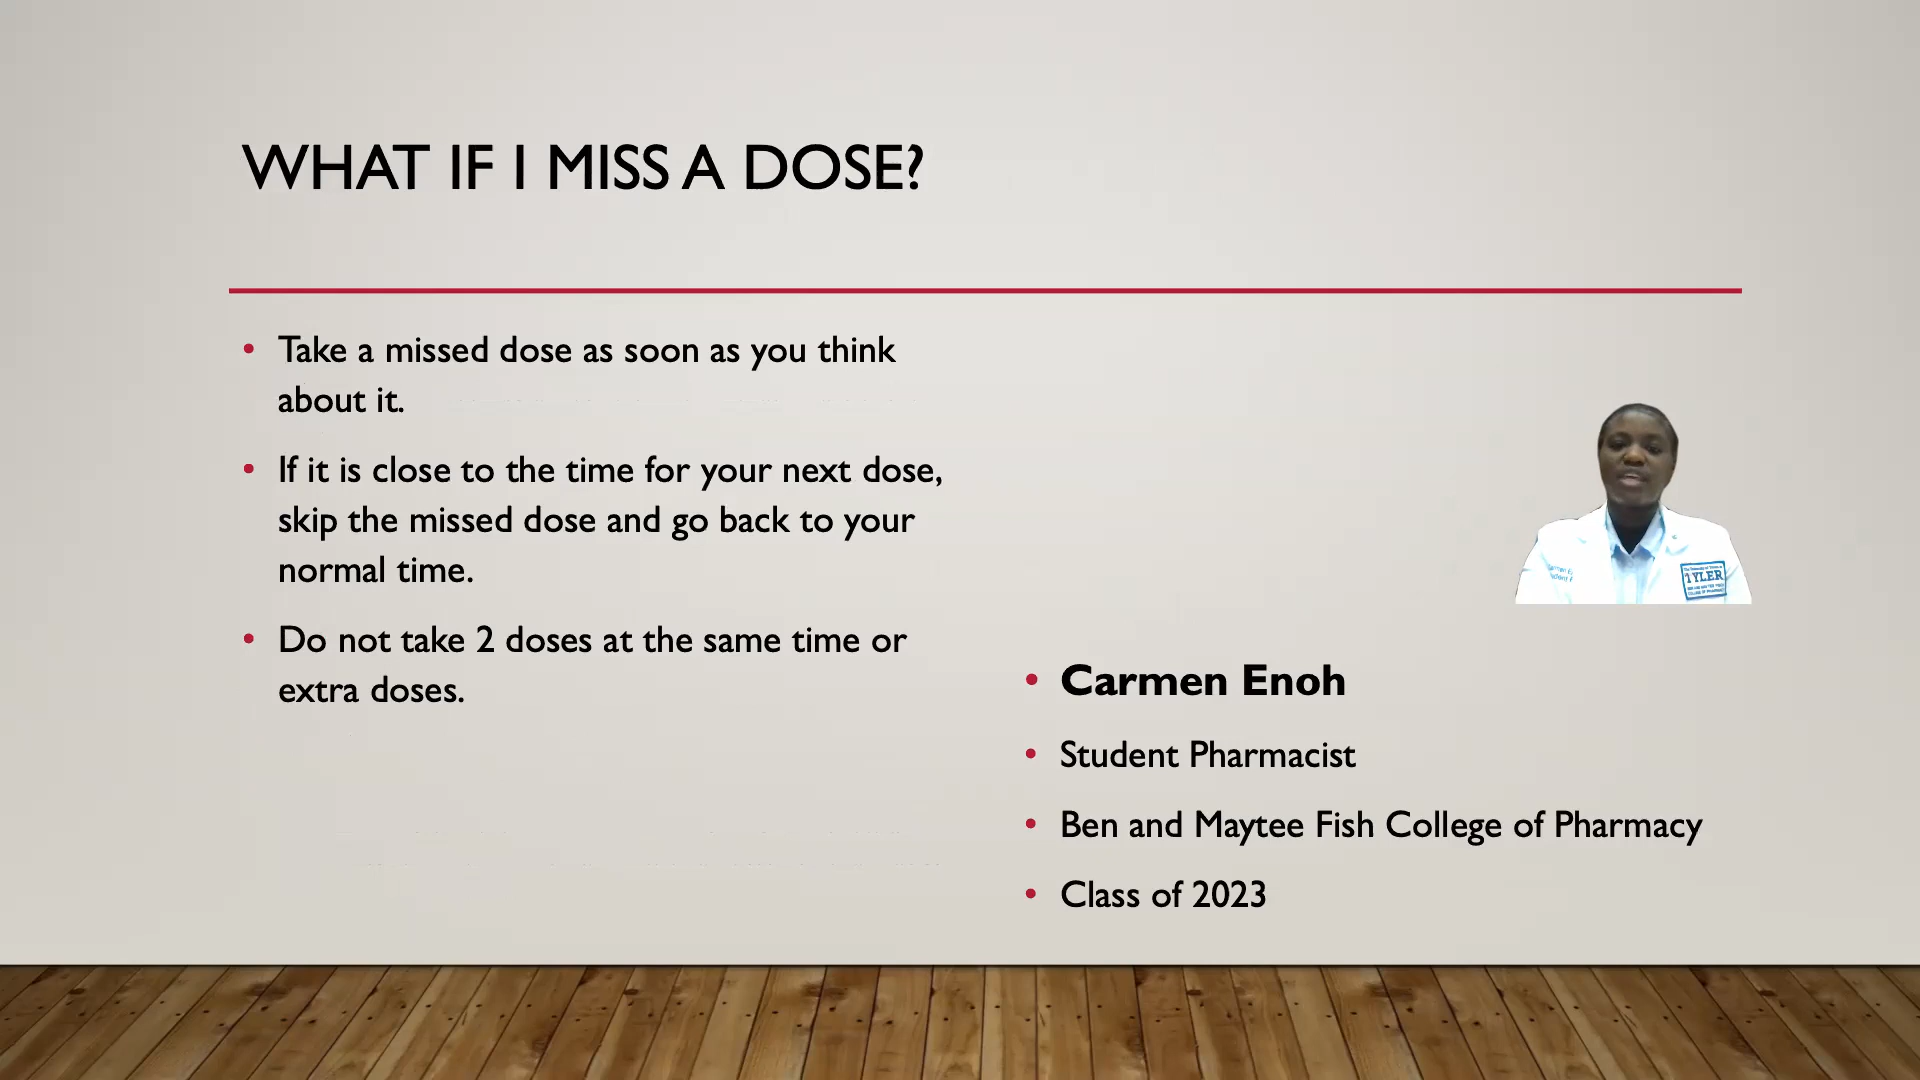 WHAT IF I MISS A DOSE?
• Take a missed dose as soon as you think
about it.
• If it is close to the time for your next dose,
skip the missed dose and go back to your
normal time.
• Do not take 2 doses at the same time or
extra doses.
TYLER
• Carmen Enoh
• Student Pharmacist
• Ben and Maytee Fish College of Pharmacy
• Class of 2023